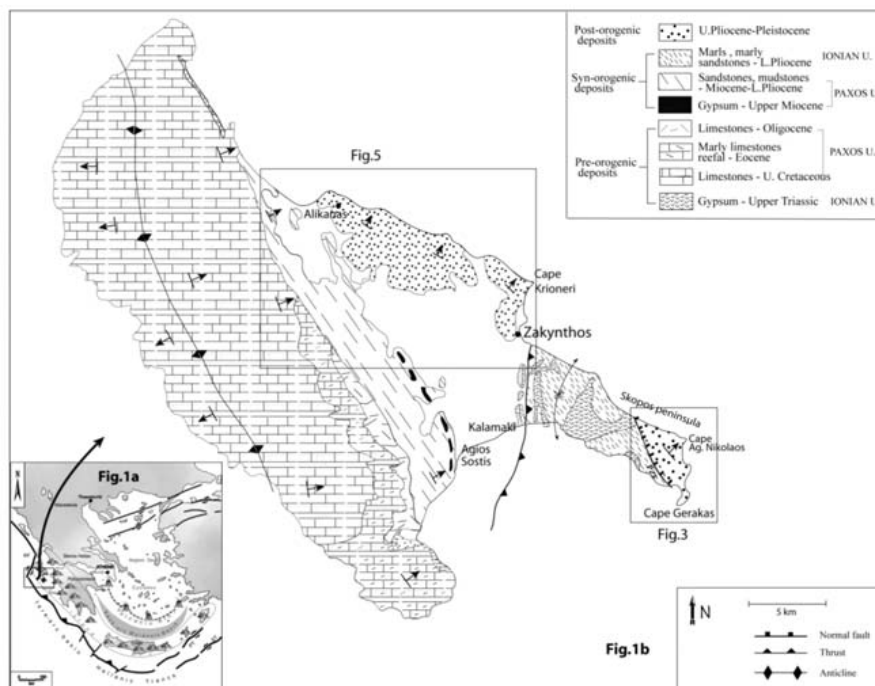 Post-orogenic
deposits
U.Pliocene-Pleistocene
Syn-orogenic
deposits
Marls , marly
sandstones - L.Pliocene
IONIAN U.
Sandstones, mudstones
- Miocene-L.Pliocene
Gypsum - Upper Miocene
PAXOS U.
Pre-orogenic
deposits
Limestones - Oligocene
Marly limestones
reefal - Eocene
PAXOS U.
Limestones - U. Cretaceous
Gypsum - Upper Triassic
IONIAN U.
Fig.5
Alikanas
Cape
Krioneri
Zakynthos
Skopos peninsula
Kalamaki
Agios
Sostis
Cape
Ag. Nikolaos
Cape Gerakas
Fig.3
Fig.1a
N
Fig.1b
N
5 km
Normal fault
Thrust
Anticline